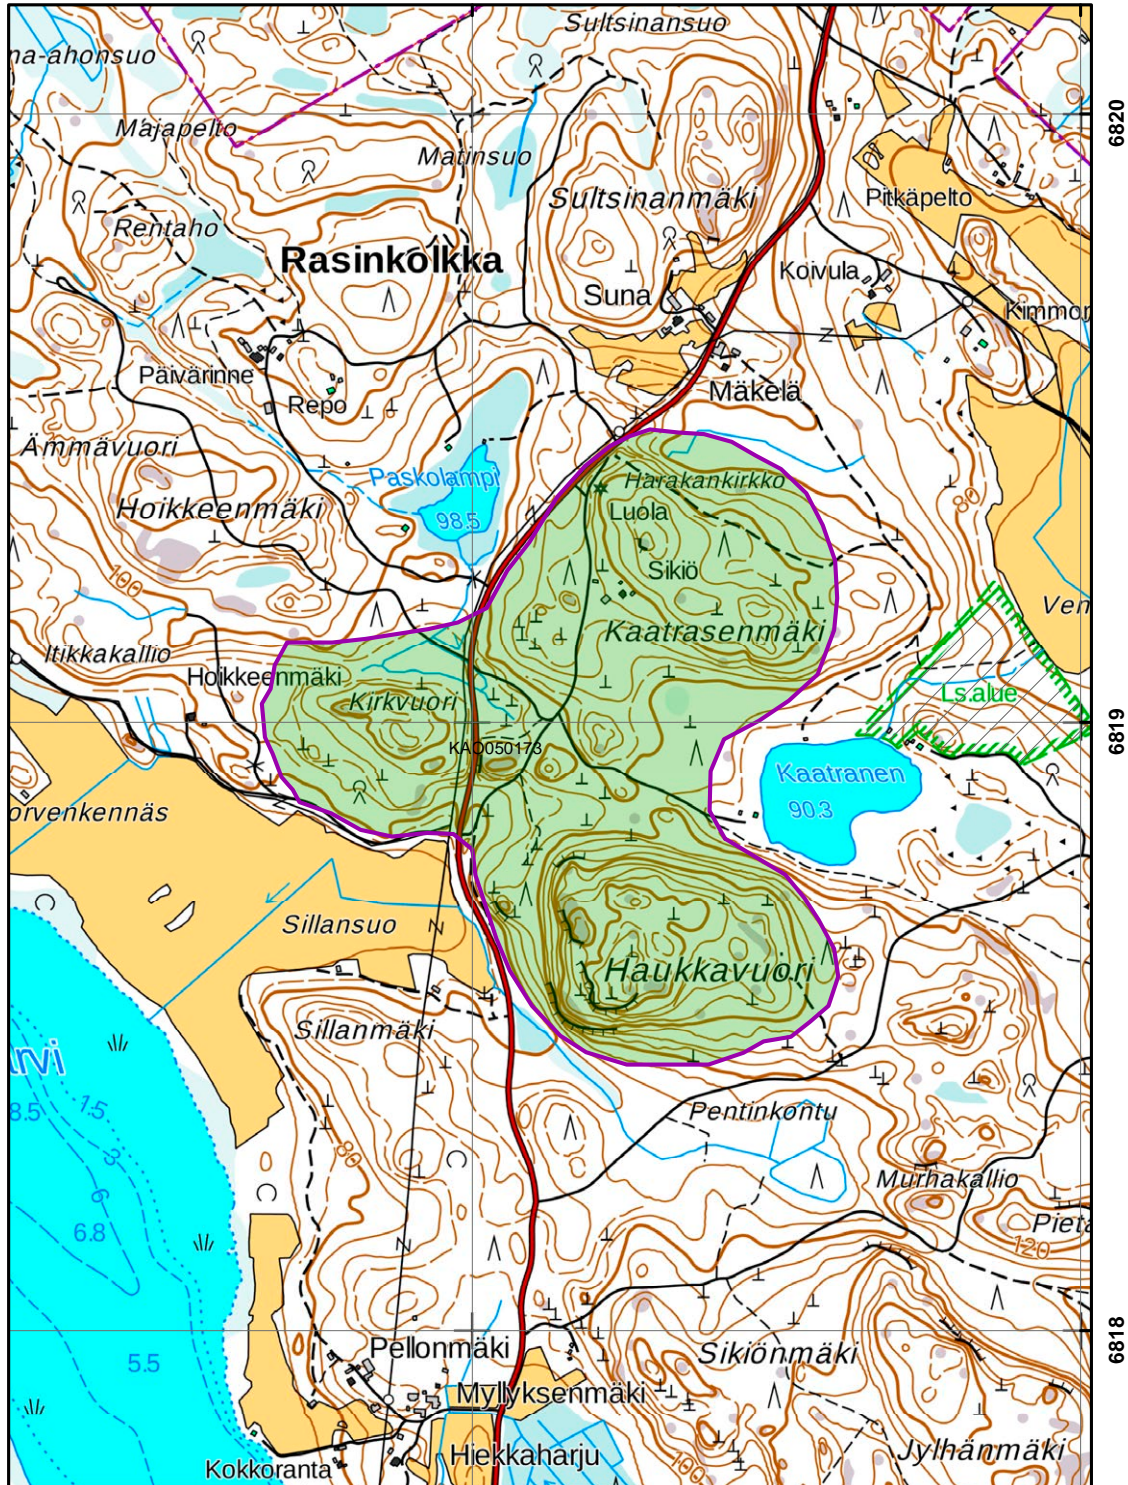 Sultsinansuo
na-ahonsuo
6820
Majapelto
Matinsuo
Sultsinanmäki
Pitkäpelto
Rentaho
Rasinkolkka
Koivula
Suna
Kimmor
Päivärinne
Mäkelä
Repo
Ämmävuori
Paskolampi
98.5
Harakankirkko
80
Hoikkeenmäki
Luola
Sikiö
100
Ven
Kaatrasenmäki
Itikkakallio
Hoikkeenmäki
Ls.alue
Kirkvuori
6819
KAO050173
Kaatranen
90.3
orvenkennäs
Sillansuo
Haukkavuori
Sillanmäki
rvi
8.5
1.5
3
6
6.8
Pentinkontu
80
Murhakallio
Pieta
120
5.5
6818
Pellonmäki
Sikiönmäki
Myllyksenmäki
Hiekkaharju
Jylhänmäki
100
Kokkoranta